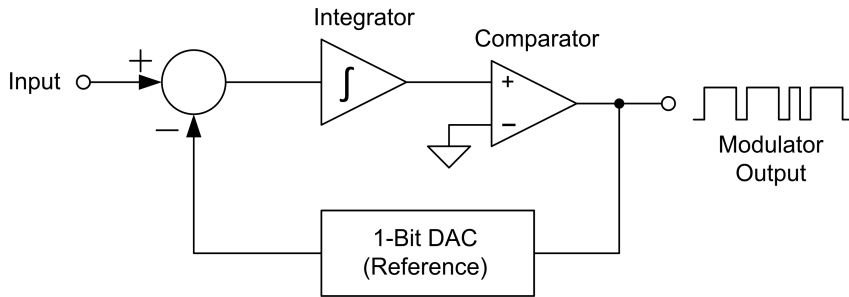 Integrator
Comparator
Input
+
−
∫
+
−
Modulator
Output
1-Bit DAC
(Reference)